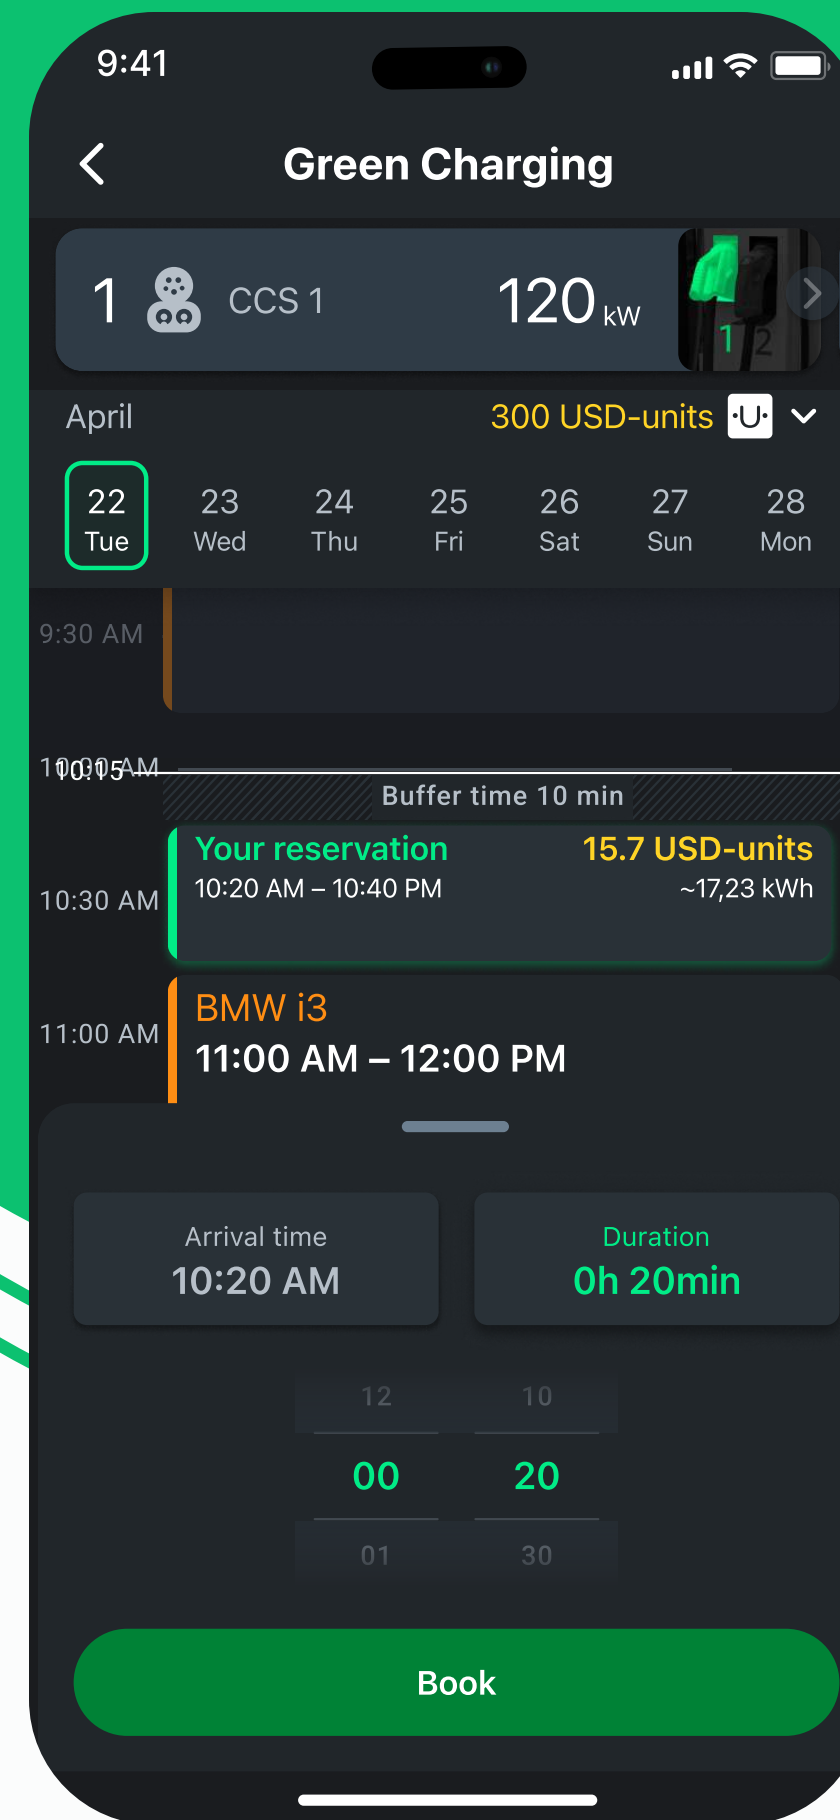 9:41
Green Charging
1 CCS 1 120 kW 1 2
April 300 USD-units ·U·
22 23 24 25 26 27 28
Tue Wed Thu Fri Sat Sun Mon
9:30 AM
10:00 AM
10:15
Buffer time 10 min
Your reservation 15.7 USD-units
10:20 AM – 10:40 PM ~17,23 kWh
10:30 AM
BMW i3
11:00 AM
11:00 AM – 12:00 PM
Arrival time Duration
10:20 AM 0h 20min
12 10
00 20
01 30
Book